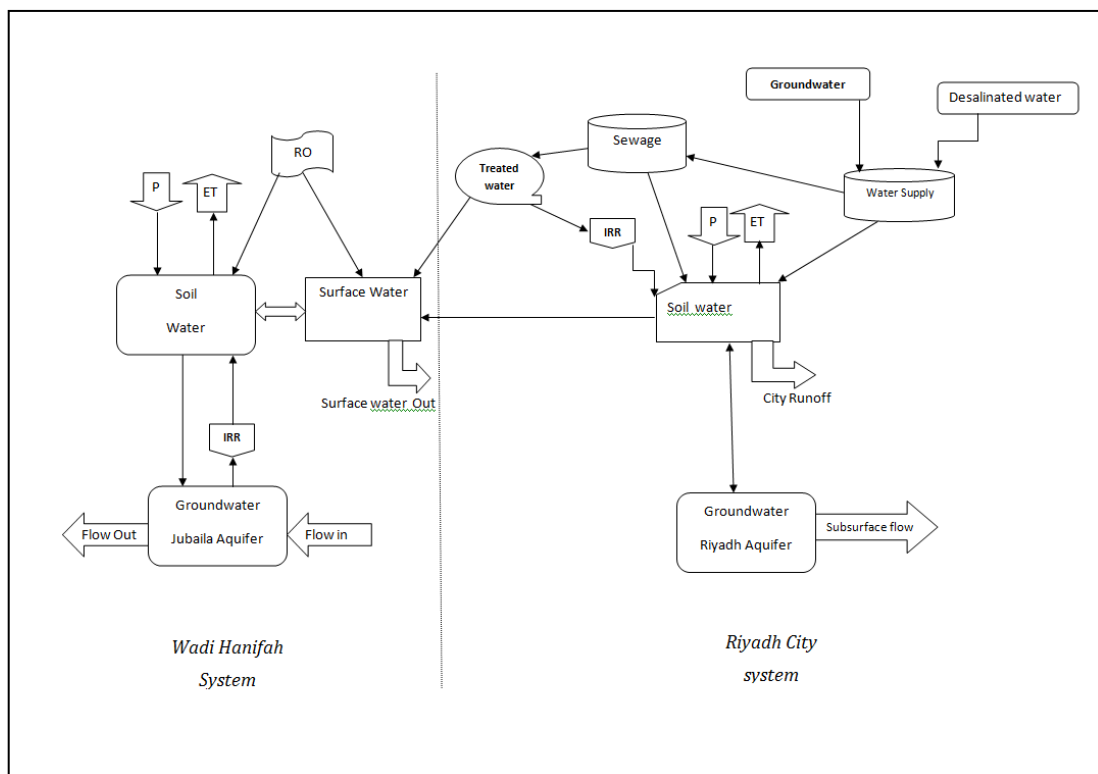 Groundwater
Desalinated water
Sewage
RO
Treated
water
P
ET
Water Supply
IRR
P
ET
Soil
Water
Surface Water
Soil water
Surface water Out
City Runoff
IRR
Groundwater
Jubaila Aquifer
Flow Out
Flow in
Groundwater
Riyadh Aquifer
Subsurface flow
Wadi Hanifah
System
Riyadh City
system